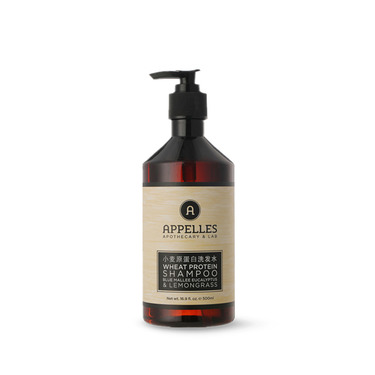 A
APPELLES
APOTHECARY & LAB
小麦原蛋白洗发水
WHEAT PROTEIN
SHAMPOO
BLUE MALLEE EUCALYPTUS
& LEMONGRASS
Net wt. 16.9 fl. oz ℮ 500ml